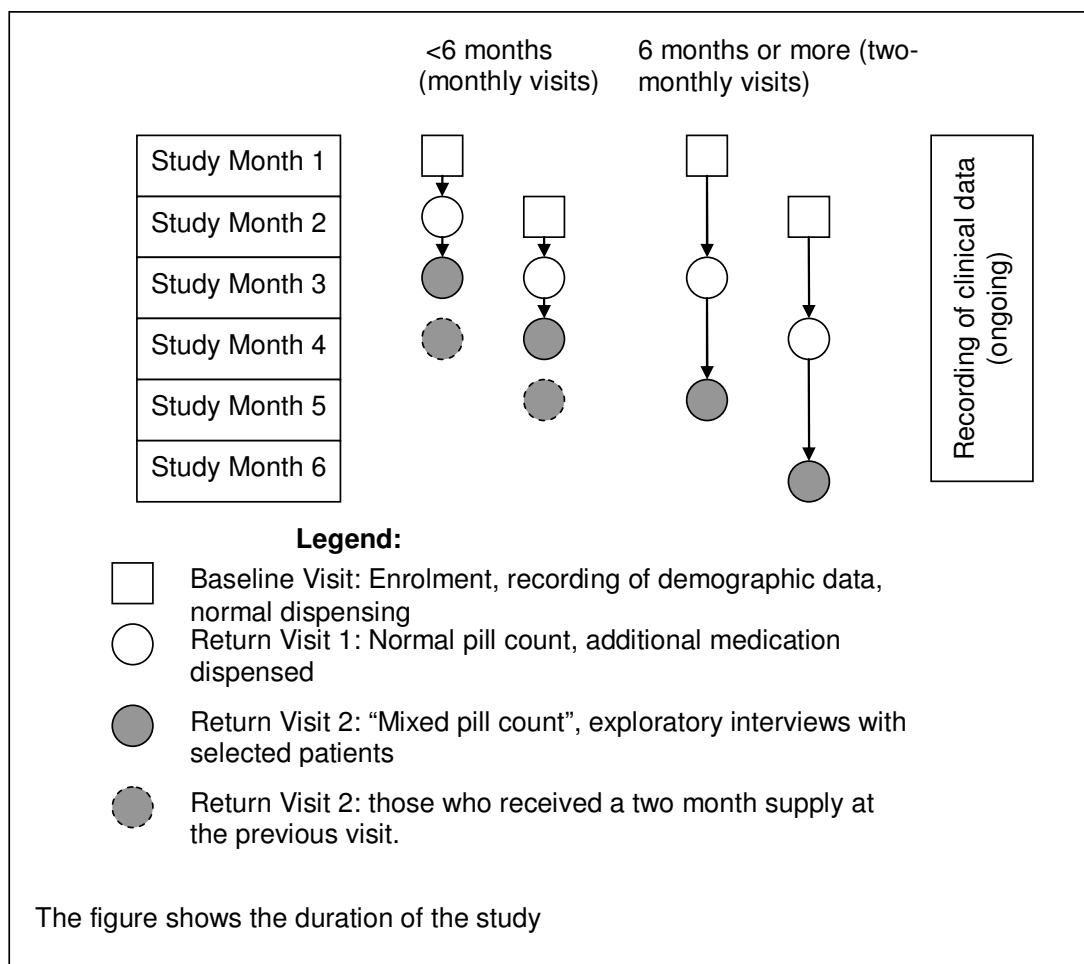 <6 months
(monthly visits)
6 months or more (two-
monthly visits)
Study Month 1
Study Month 2
Study Month 3
Study Month 4
Study Month 5
Study Month 6
Recording of clinical data
(ongoing)
Legend:
Baseline Visit: Enrolment, recording of demographic data,
normal dispensing
Return Visit 1: Normal pill count, additional medication
dispensed
Return Visit 2: “Mixed pill count”, exploratory interviews with
selected patients
Return Visit 2: those who received a two month supply at
the previous visit.
The figure shows the duration of the study